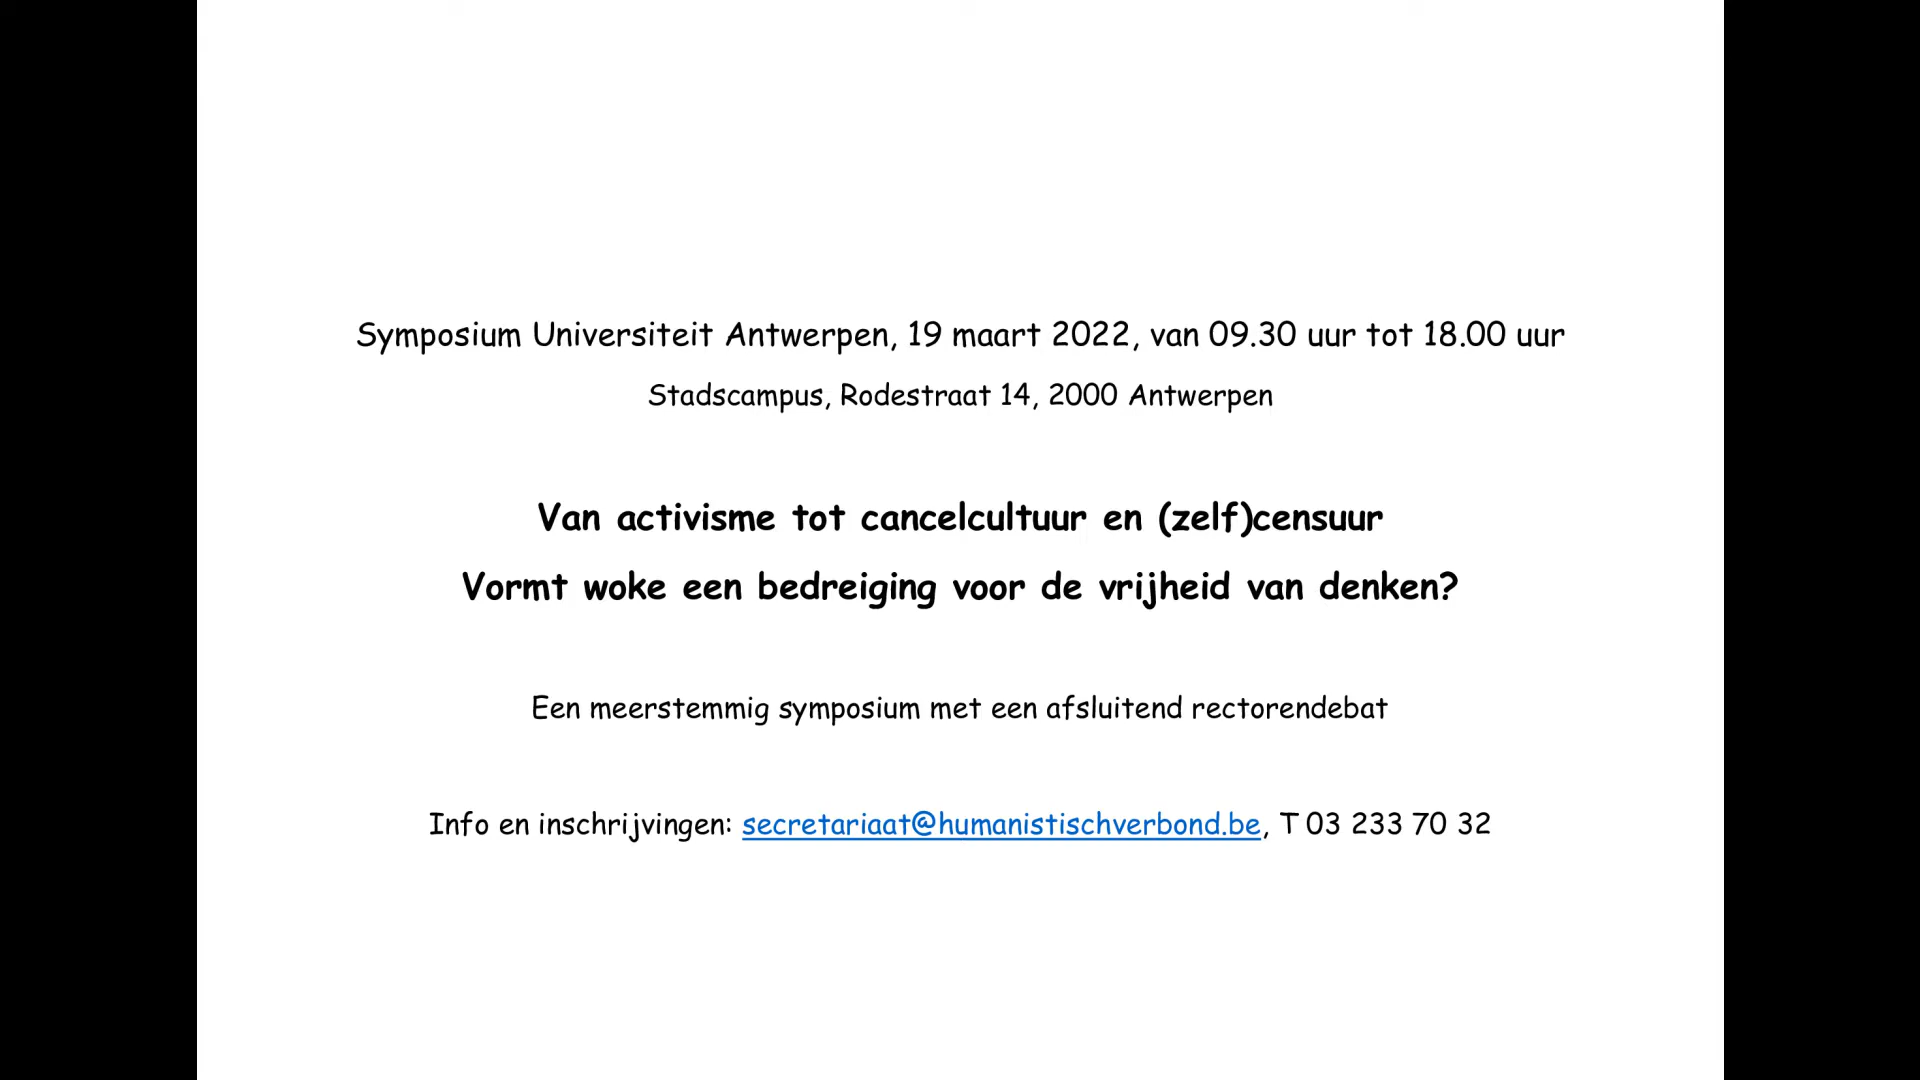 Symposium Universiteit Antwerpen, 19 maart 2022, van 09.30 uur tot 18.00 uur
Stadscampus, Rodestraat 14, 2000 Antwerpen
Van activisme tot cancelcultuur en (zelf)censuur
Vormt woke een bedreiging voor de vrijheid van denken?
Een meerstemmig symposium met een afsluitend rectorendebat
Info en inschrijvingen: secretariaat@humanistischverbond.be, T 03 233 70 32